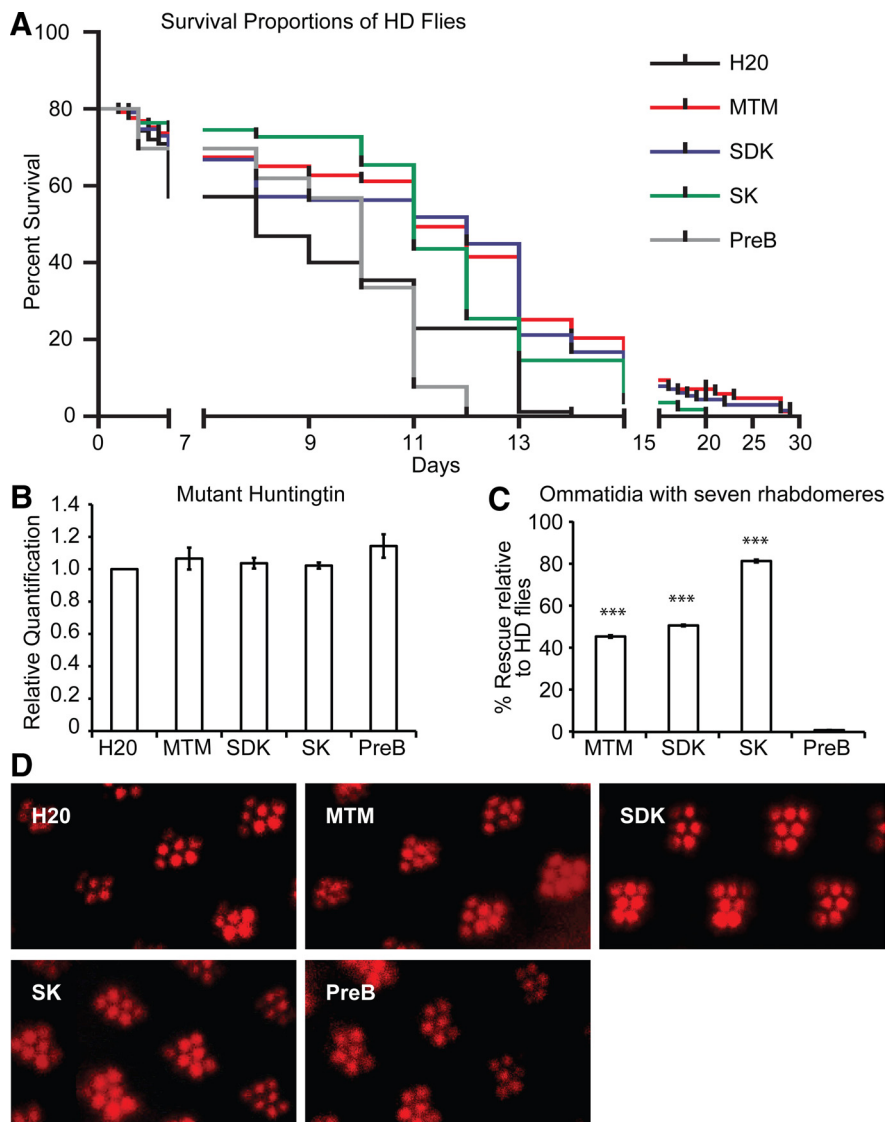 A
Survival Proportions of HD Flies
100
80
60
40
20
0
Percent Survival
0
7
9
11
13
15
20
25
28
30
Days
H20
MTM
SDK
SK
PreB
B
Mutant Huntingtin
1.4
1.2
1.0
0.8
0.6
0.4
0.2
0
Relative Quantification
H20
MTM
SDK
SK
PreB
C
Ommatidia with seven rhabdomeres
100
80
60
40
20
0
% Rescue relative
to HD flies
***
***
***
MTM
SDK
SK
PreB
D
H20
MTM
SDK
SK
PreB